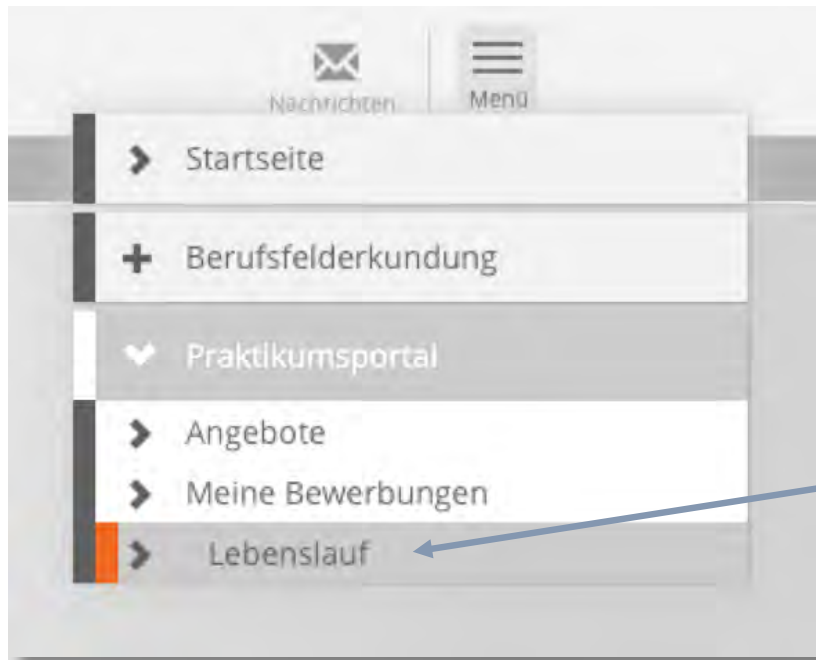 Nachrichten
Menü
Startseite
Berufsfelderkundung
Praktikumsportal
Angebote
Meine Bewerbungen
Lebenslauf